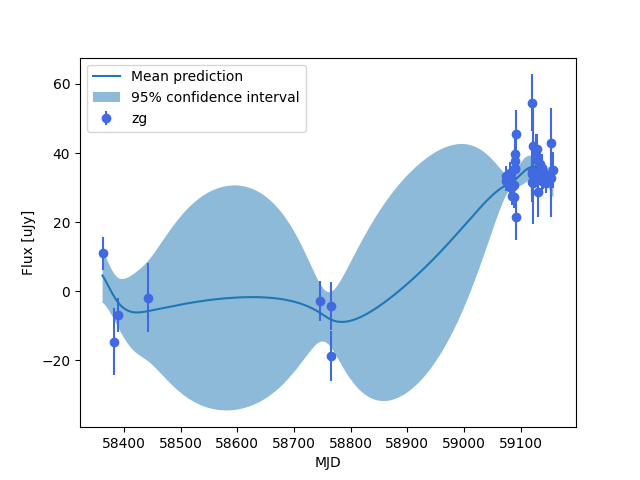 Mean prediction
95% confidence interval
zg
60
40
20
0
−20
Flux [uJy]
58400 58500 58600 58700 58800 58900 59000 59100
MJD